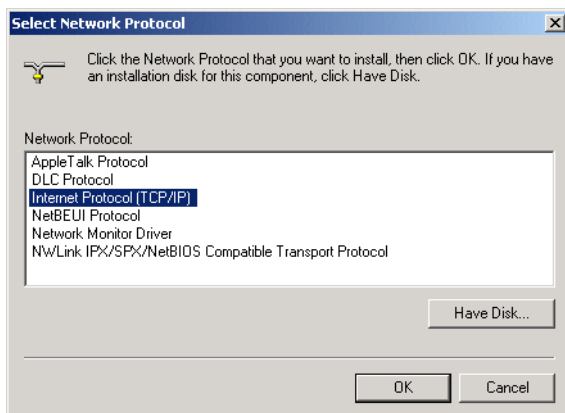 Select Network Protocol
Click the Network Protocol that you want to install, then click OK. If you have
an installation disk for this component, click Have Disk.
Network Protocol:
AppleTalk Protocol
DLC Protocol
Internet Protocol (TCP/IP)
NetBEUI Protocol
Network Monitor Driver
NWLink IPX/SPX/NetBIOS Compatible Transport Protocol
Have Disk...
OK
Cancel